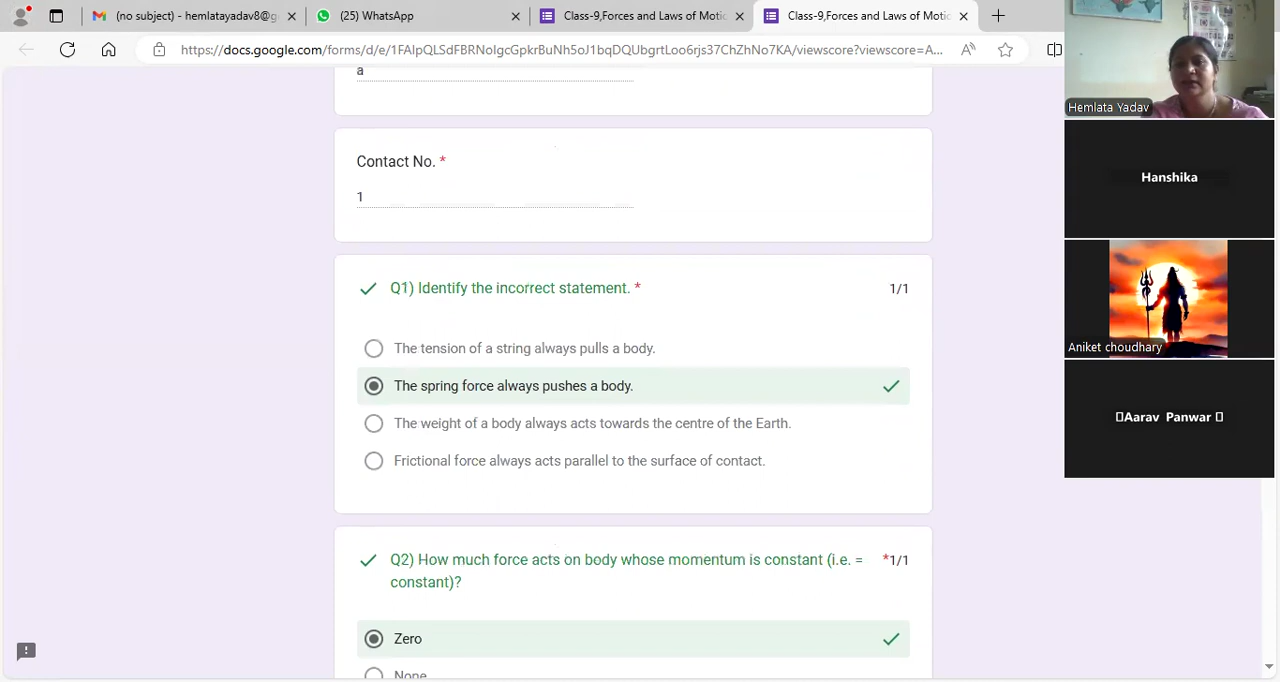 (no subject) - hemlatayadav8@g
(25) WhatsApp
Class-9,Forces and Laws of Motic
Class-9,Forces and Laws of Motic
https://docs.google.com/forms/d/e/1FAIpQLSdFBRNoIgcGpkrBuNh5oJ1bqDQUbgrtLoo6rjs37ChZhNo7KA/viewscore?viewscore=A...
a
Contact No. *
1
Q1) Identify the incorrect statement. *
1/1
The tension of a string always pulls a body.
The spring force always pushes a body.
The weight of a body always acts towards the centre of the Earth.
Frictional force always acts parallel to the surface of contact.
Q2) How much force acts on body whose momentum is constant (i.e. = *1/1
constant)?
Zero
None
Hemlata Yadav
Hanshika
Aniket choudhary
Aarav Panwar